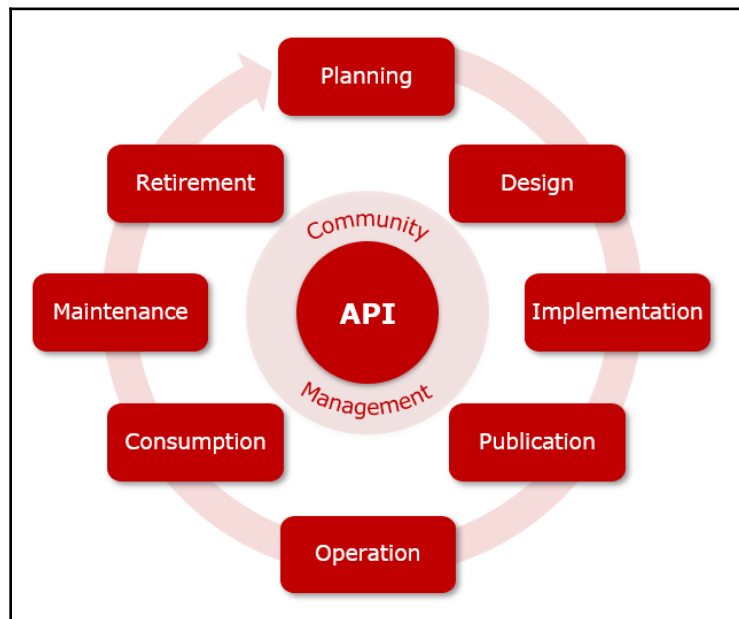 Planning
Retirement
Design
Community
API
Management
Maintenance
Implementation
Consumption
Publication
Operation